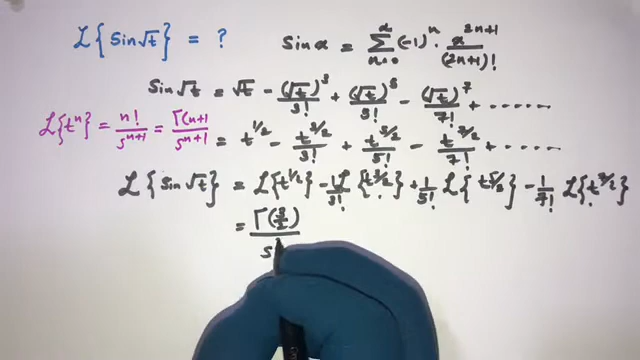 ℒ{sin√t} = ?
sin α = ∑_{n=0}^{α} (-1)^n · α^{2n+1}/(2n+1)!
sin√t = √t - (√t)^3/3! + (√t)^5/3! - (√t)^7/7! + ......
ℒ{t^n} = n!/s^{n+1} = Γ(n+1/s^{n+1}
= t^{1/2} - t^{3/2}/3! + t^{5/2}/5! - t^{7/2}/7! + ......
ℒ{sin√t} = ℒ{t^{1/2}} - 1/3! ℒ{t^{3/2}} + 1/5! ℒ{t^{5/2}} - 1/7! ℒ{t^{7/2}}
= Γ(3/2)/s